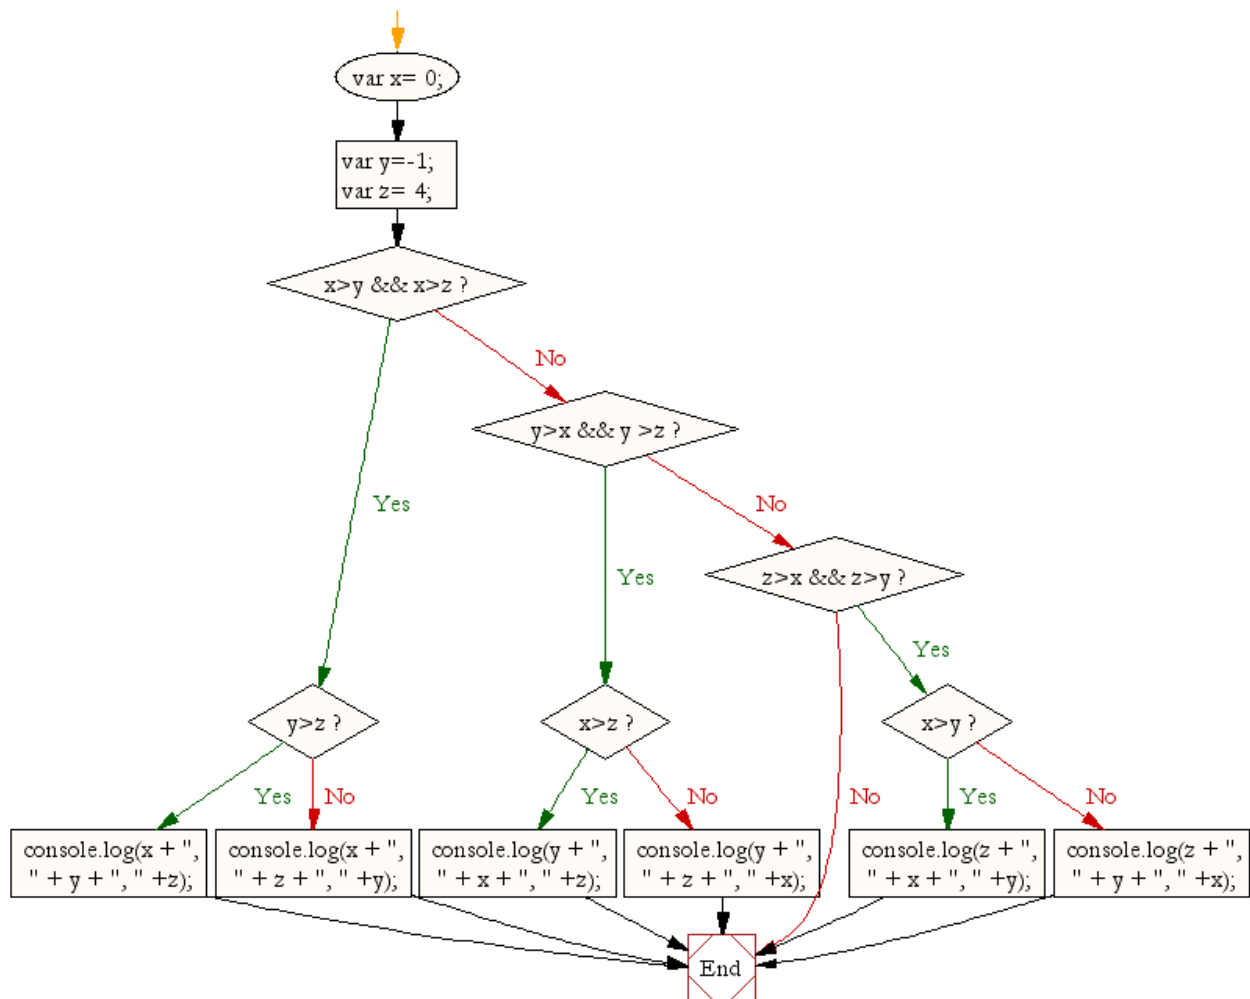 var x= 0;
var y=-1;
var z= 4;
x>y && x>z ?
No
y>x && y >z ?
Yes
No
z>x && z>y ?
Yes
Yes
y>z ?
x>z ?
x>y ?
Yes
No
Yes
No
No
Yes
No
console.log(x + ",
" + y + ", " +z);
console.log(x + ",
" + z + ", " +y);
console.log(y + ",
" + x + ", " +z);
console.log(y + ",
" + z + ", " +x);
console.log(z + ",
" + x + ", " +y);
console.log(z + ",
" + y + ", " +x);
End